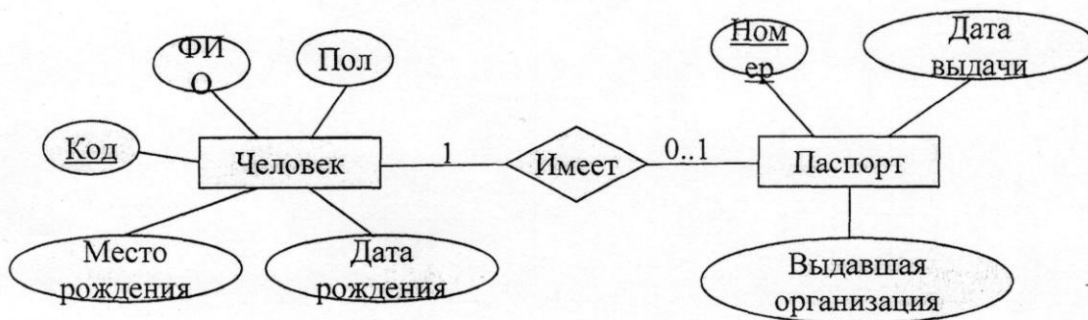 ФИ
О
Пол
Ном
ер
Дата
выдачи
Код
Человек
1
Имеет
0..1
Паспорт
Место
рождения
Дата
рождения
Выдавшая
организация